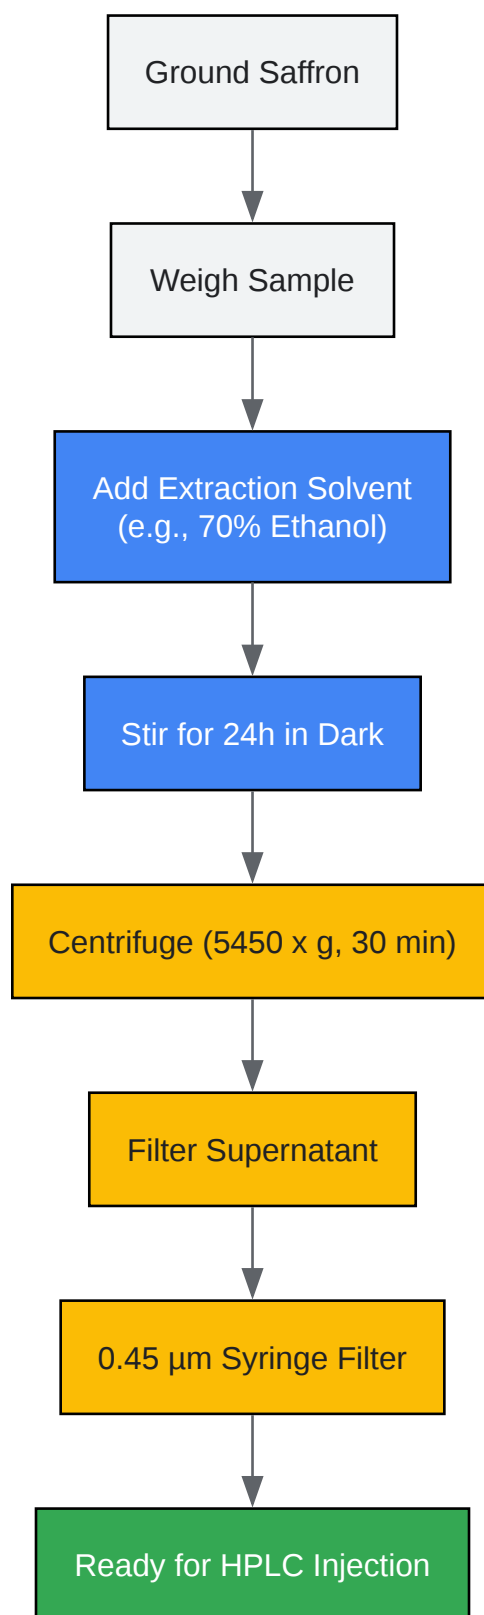 Ground Saffron
Weigh Sample
Add Extraction Solvent
(e.g., 70% Ethanol)
Stir for 24h in Dark
Centrifuge (5450 x g, 30 min)
Filter Supernatant
0.45 µm Syringe Filter
Ready for HPLC Injection